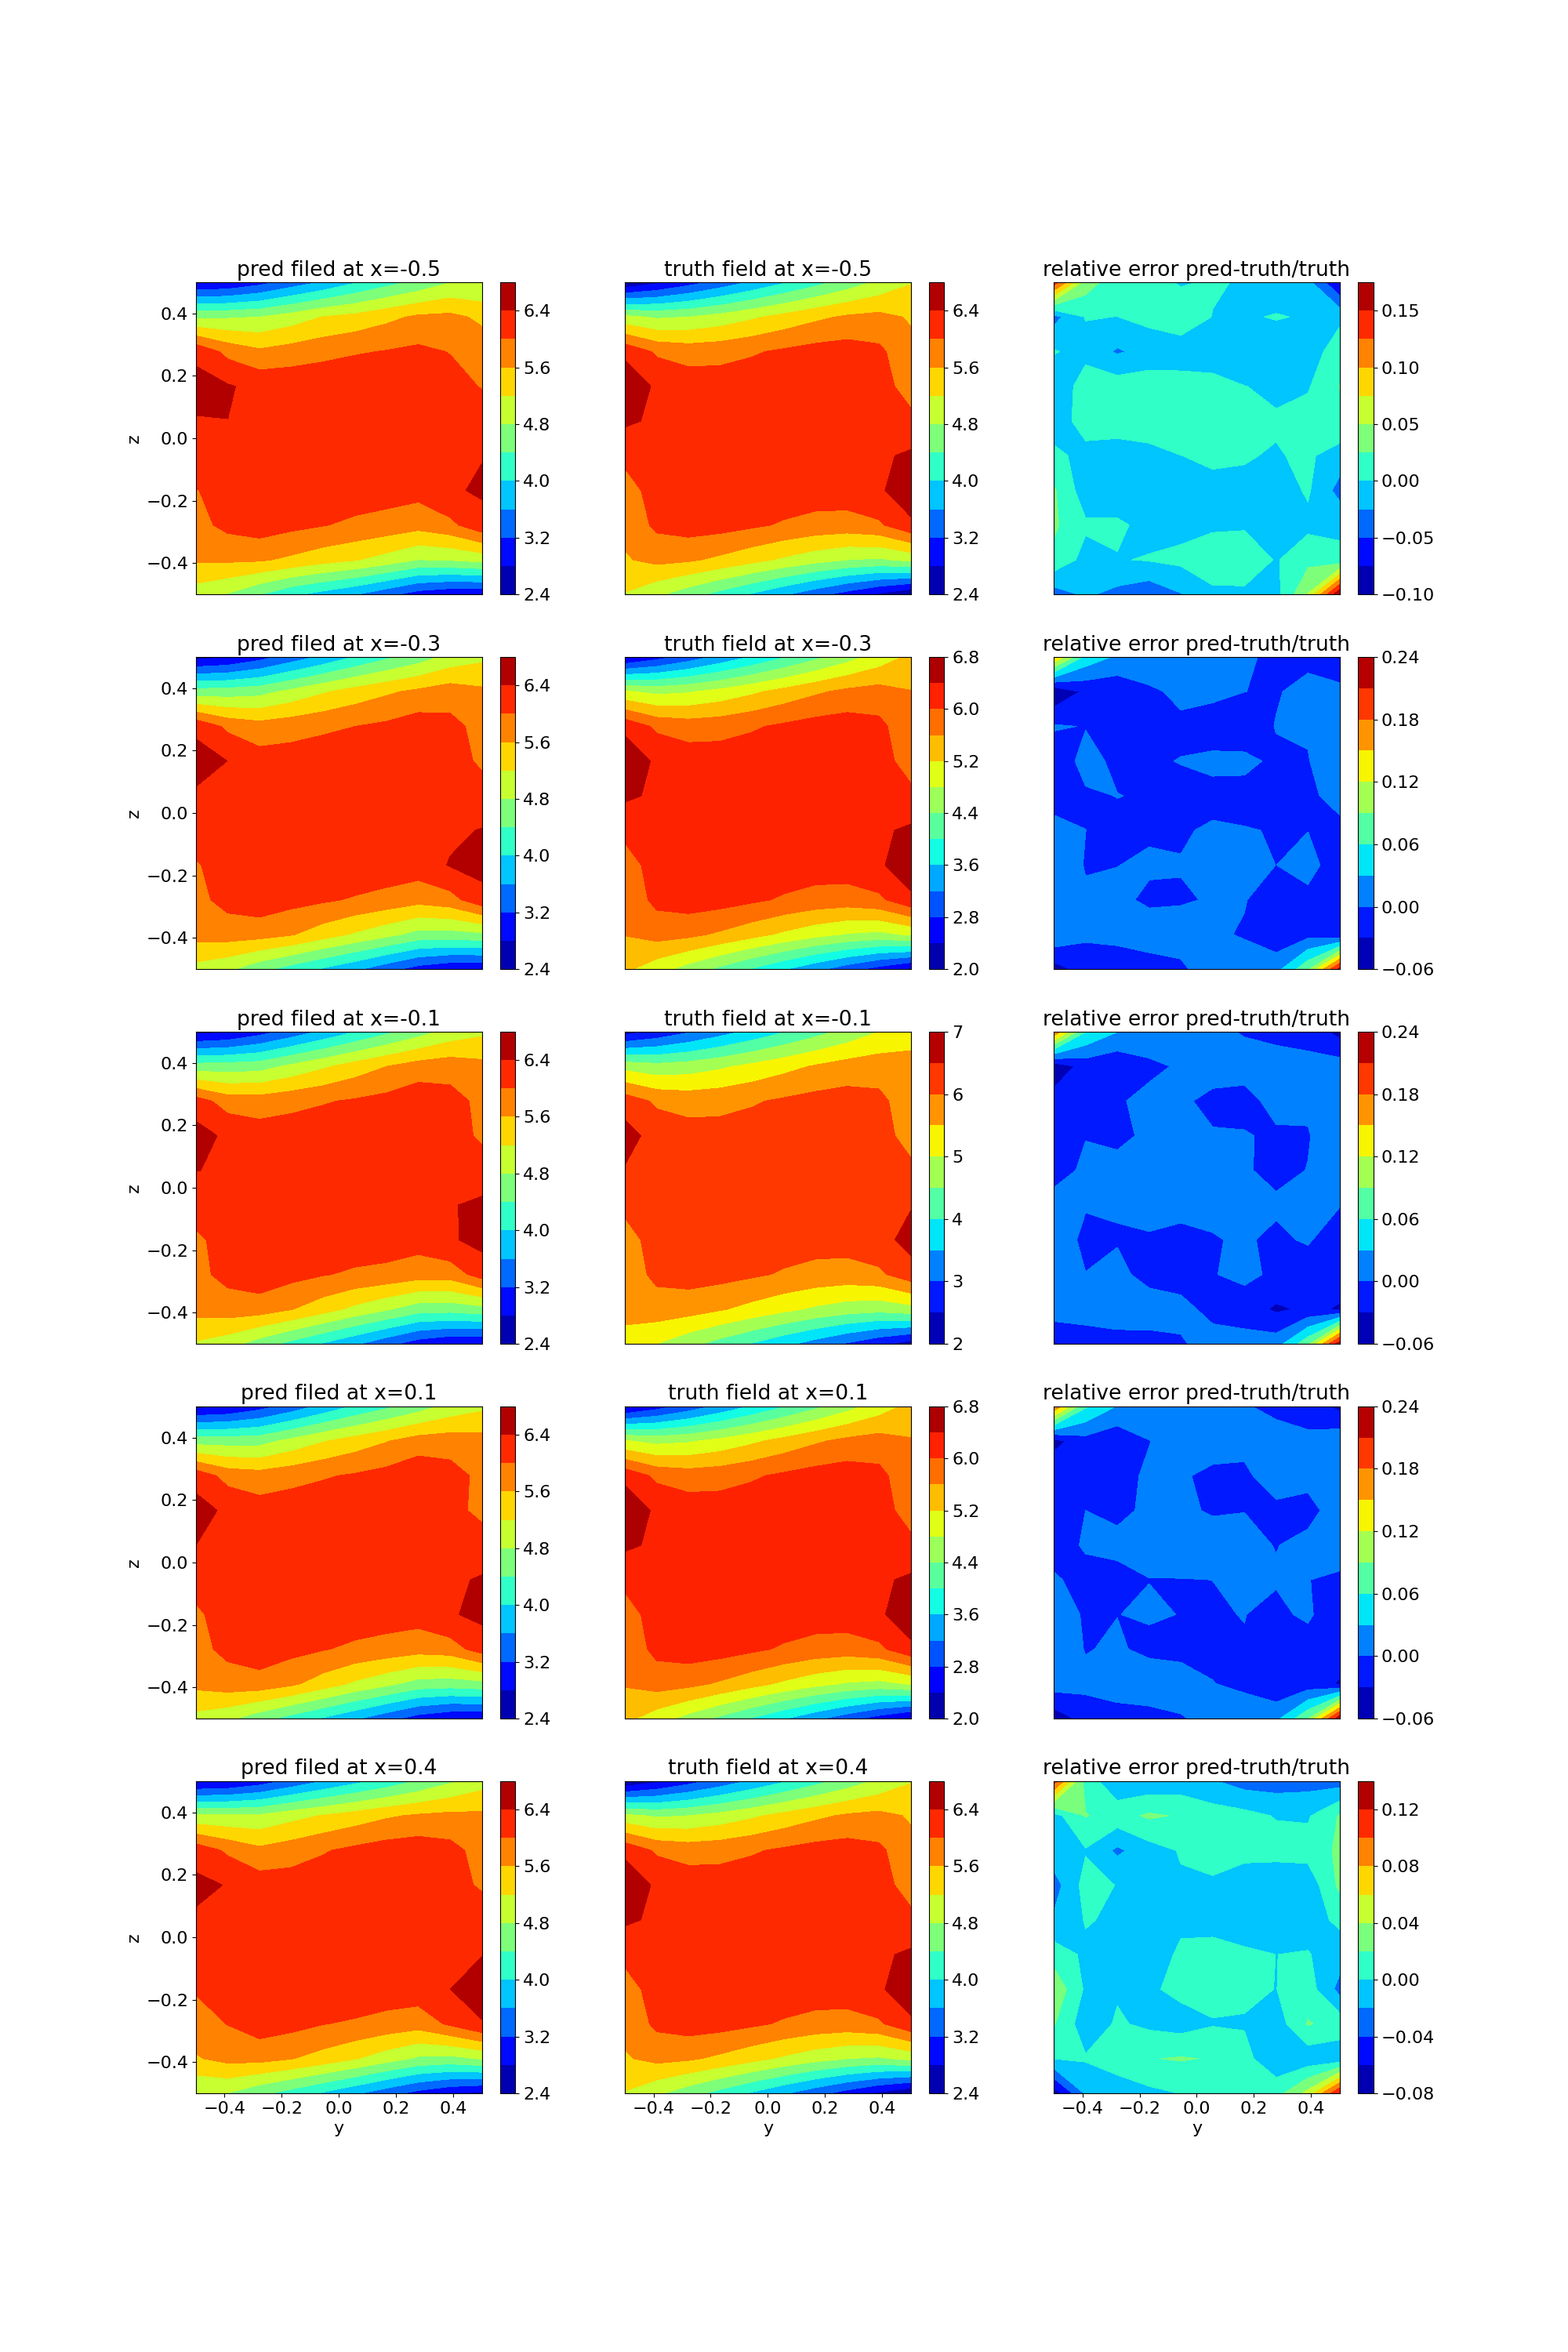 pred filed at x=-0.5 truth field at x=-0.5 relative error pred-truth/truth
0.4 6.4 6.4 0.15
0.2 5.6 5.6 0.10
z 0.0 4.8 4.8 0.05
−0.2 4.0 4.0 0.00
−0.4 3.2 3.2 −0.05
2.4 2.4 −0.10
pred filed at x=-0.3 truth field at x=-0.3 relative error pred-truth/truth
6.8 0.24
0.4 6.4 6.0 0.18
0.2 5.6 5.2 0.12
z 0.0 4.8 4.4 0.06
−0.2 4.0 3.6 0.00
−0.4 3.2 2.8 −0.06
2.4 2.0
pred filed at x=-0.1 truth field at x=-0.1 relative error pred-truth/truth
7 0.24
0.4 6.4 6 0.18
0.2 5.6 5 0.12
z 0.0 4.8 4 0.06
−0.2 4.0 3 0.00
−0.4 3.2 2 −0.06
2.4
pred filed at x=0.1 truth field at x=0.1 relative error pred-truth/truth
6.8 0.24
0.4 6.4 6.0 0.18
0.2 5.6 5.2 0.12
z 0.0 4.8 4.4 0.06
−0.2 4.0 3.6 0.00
−0.4 3.2 2.8 −0.06
2.4 2.0
pred filed at x=0.4 truth field at x=0.4 relative error pred-truth/truth
0.4 6.4 6.4 0.12
0.2 5.6 5.6 0.08
z 0.0 4.8 4.8 0.04
−0.2 4.0 4.0 0.00
−0.4 3.2 3.2 −0.04
2.4 2.4 −0.08
−0.4 −0.2 0.0 0.2 0.4 −0.4 −0.2 0.0 0.2 0.4 −0.4 −0.2 0.0 0.2 0.4
y y y